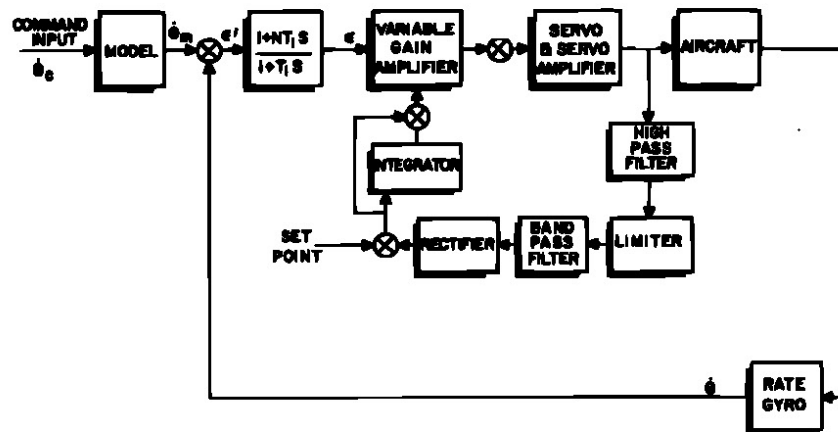 COMMAND
INPUT
θ̇c
MODEL
θ̇m
ε'
1+NT₁S
1+T₁S
ε
VARIABLE
GAIN
AMPLIFIER
SERVO
& SERVO
AMPLIFIER
AIRCRAFT
HIGH
PASS
FILTER
INTEGRATOR
SET
POINT
RECTIFIER
BAND
PASS
FILTER
LIMITER
θ̇
RATE
GYRO